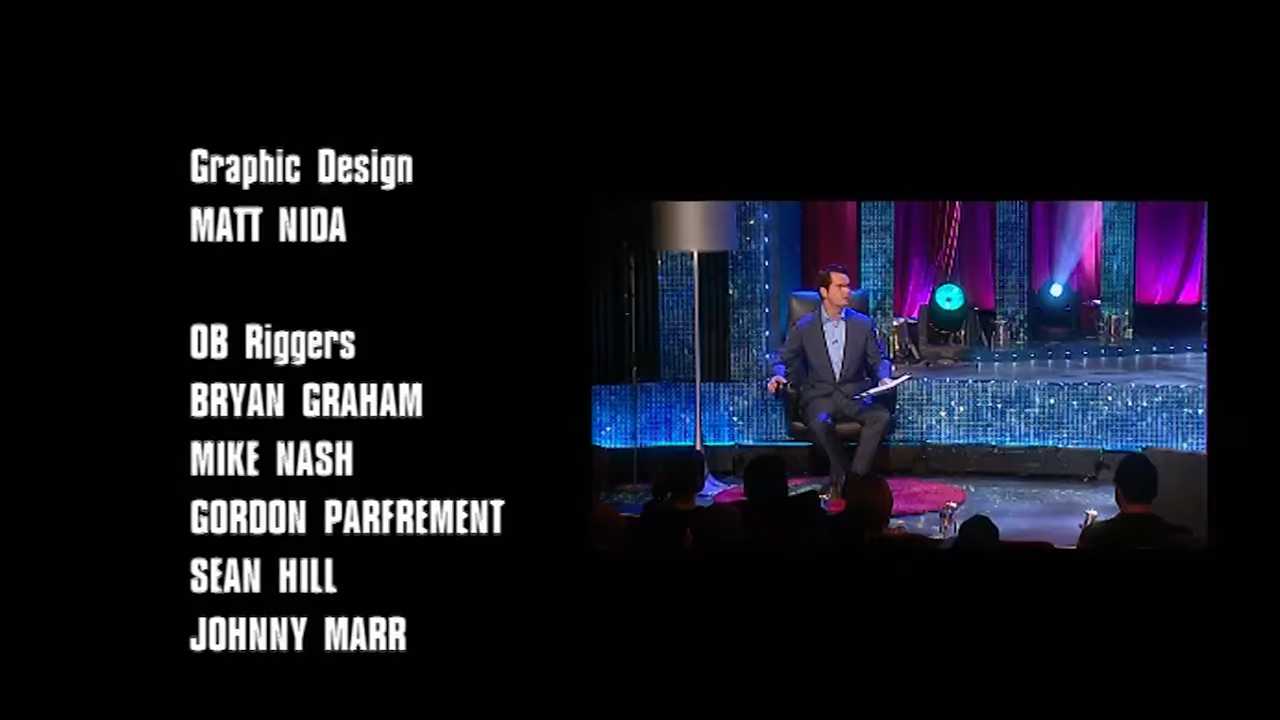 Graphic Design
MATT NIDA
OB Riggers
BRYAN GRAHAM
MIKE NASH
GORDON PARFREMENT
SEAN HILL
JOHNNY MARR